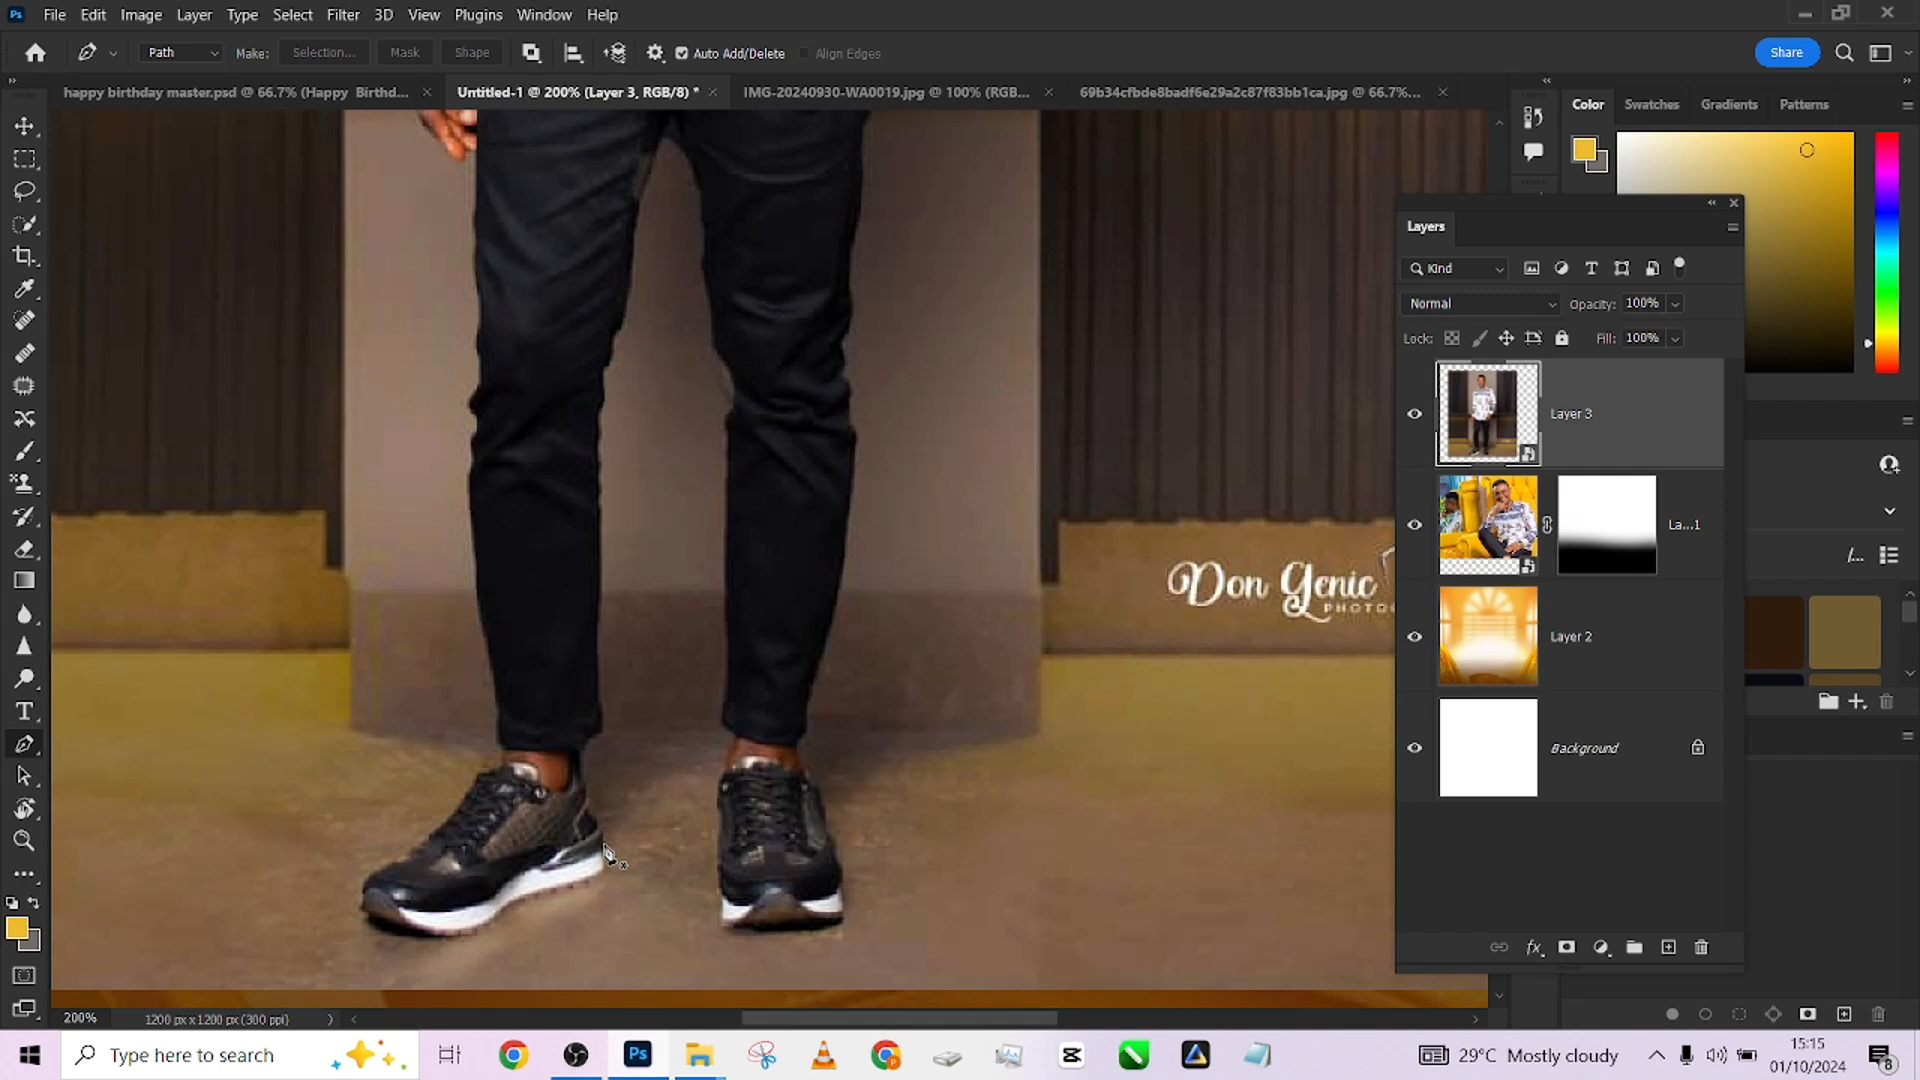 File Edit Image Layer Type Select Filter 3D View Plugins Window Help
Path Make: Selection... Mask Shape Auto Add/Delete Align Edges Share
happy birthday master.psd @ 66.7% (Happy Birthd... Untitled-1 @ 200% (Layer 3, RGB/8) * IMG-20240930-WA0019.jpg @ 100% (RGB... 69b34cfbde8badf6e29a2c87f83bb1ca.jpg @ 66.7%...
Color Swatches Gradients Patterns
Layers
Kind
Normal Opacity: 100%
Lock: Fill: 100%
Layer 3
La...1
Layer 2
Background
Don Genic
200% 1200 px x 1200 px (300 ppi)
Type here to search
29°C Mostly cloudy
15:15
01/10/2024
8